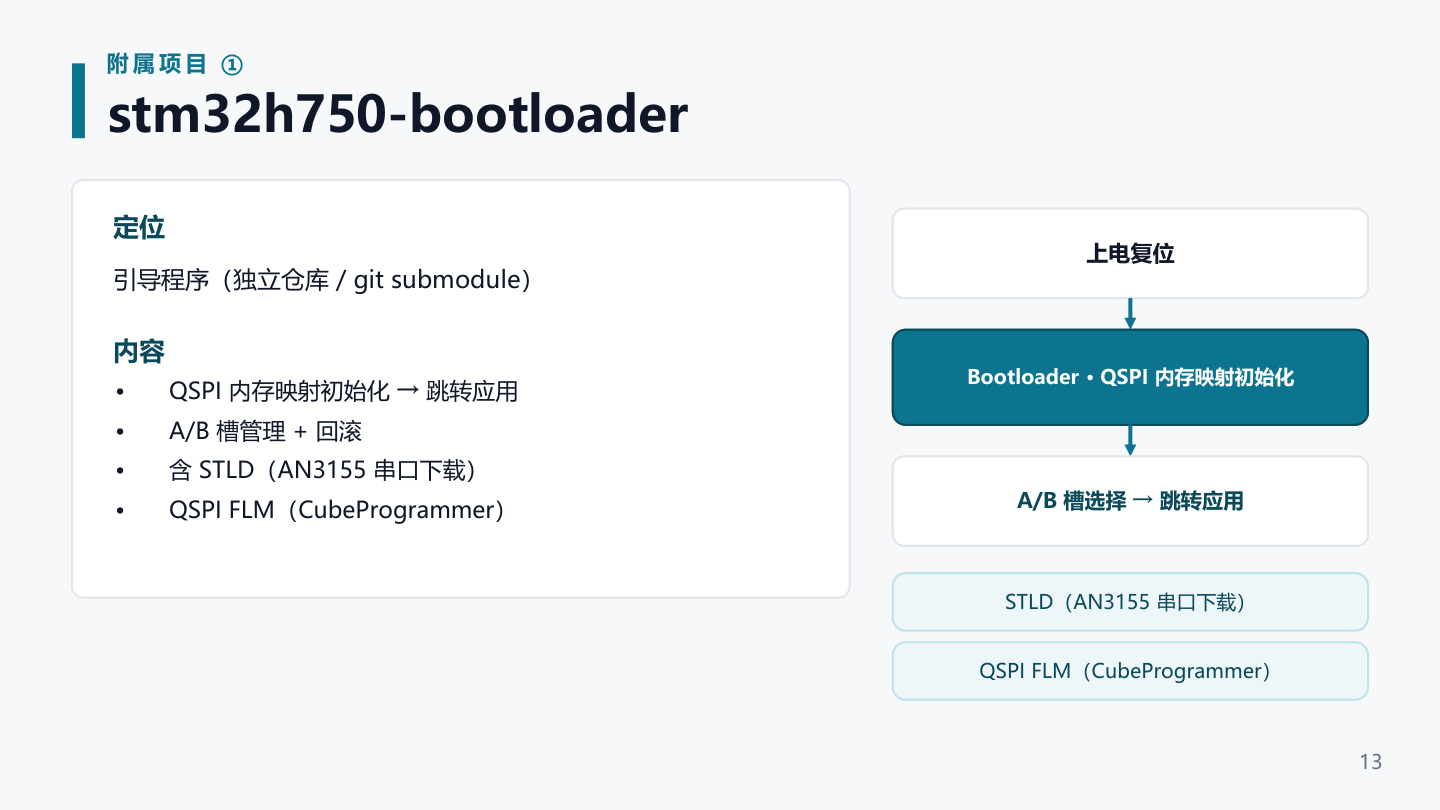 附属项目 ①
stm32h750-bootloader
定位
引导程序（独立仓库 / git submodule）
内容
• QSPI 内存映射初始化 → 跳转应用
• A/B 槽管理 + 回滚
• 含 STLD（AN3155 串口下载）
• QSPI FLM（CubeProgrammer）
上电复位
Bootloader • QSPI 内存映射初始化
A/B 槽选择 → 跳转应用
STLD（AN3155 串口下载）
QSPI FLM（CubeProgrammer）
13